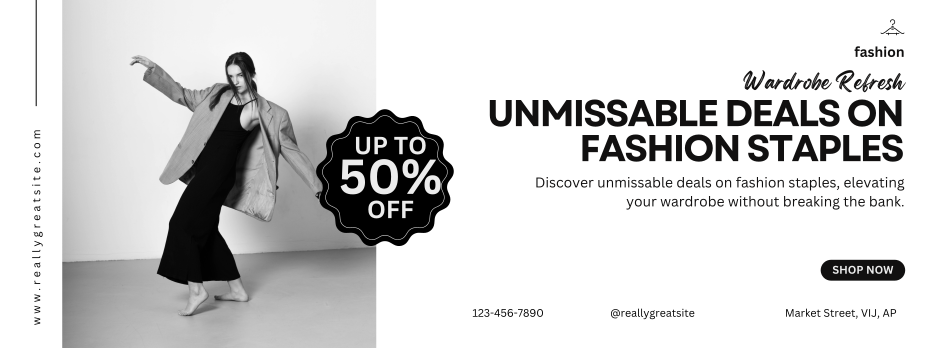 www.reallygreatsite.com
UP TO
50%
OFF
fashion
Wardrobe Refresh
UNMISSABLE DEALS ON
FASHION STAPLES
Discover unmissable deals on fashion staples, elevating
your wardrobe without breaking the bank.
SHOP NOW
123-456-7890
@reallygreatsite
Market Street, VIJ, AP